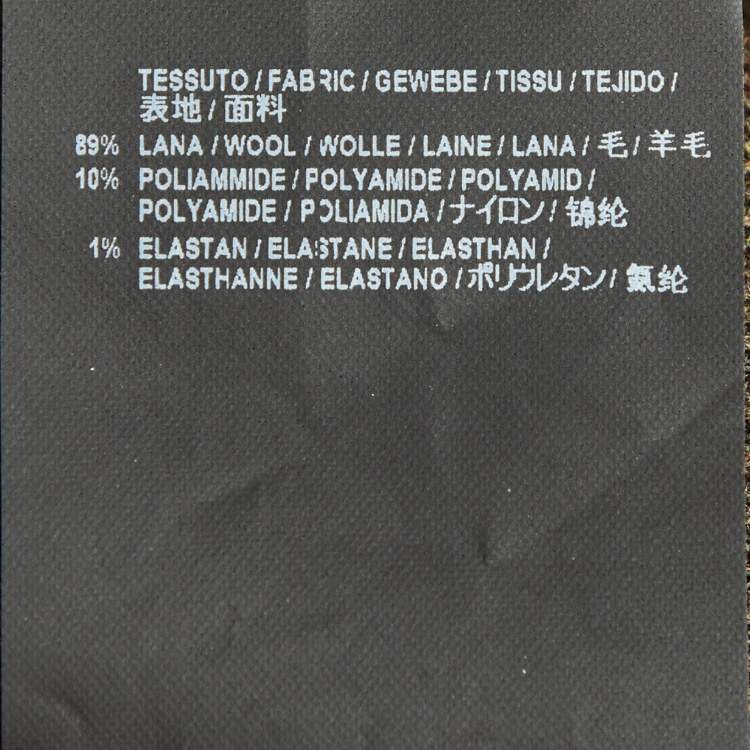 TESSUTO / FABRIC / GEWEBE / TISSU / TEJIDO /
表地 / 面料
89% LANA / WOOL / WOLLE / LAINE / LANA / 毛 / 羊毛
10% POLIAMMIDE / POLYAMIDE / POLYAMID /
POLYAMIDE / POLIAMIDA / ナイロン / 锦纶
1% ELASTAN / ELASTANE / ELASTHAN /
ELASTHANNE / ELASTANO / ポリウレタン / 氨纶